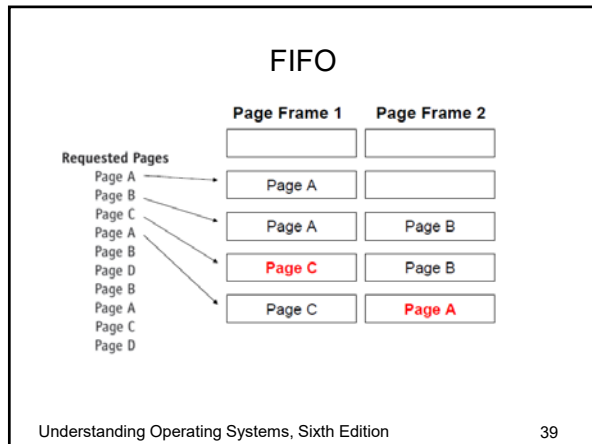 FIFO
Page Frame 1 Page Frame 2
Requested Pages
Page A
Page B
Page C
Page A
Page B
Page D
Page B
Page A
Page C
Page D
Page A
Page A Page B
Page C Page B
Page C Page A
Understanding Operating Systems, Sixth Edition 39